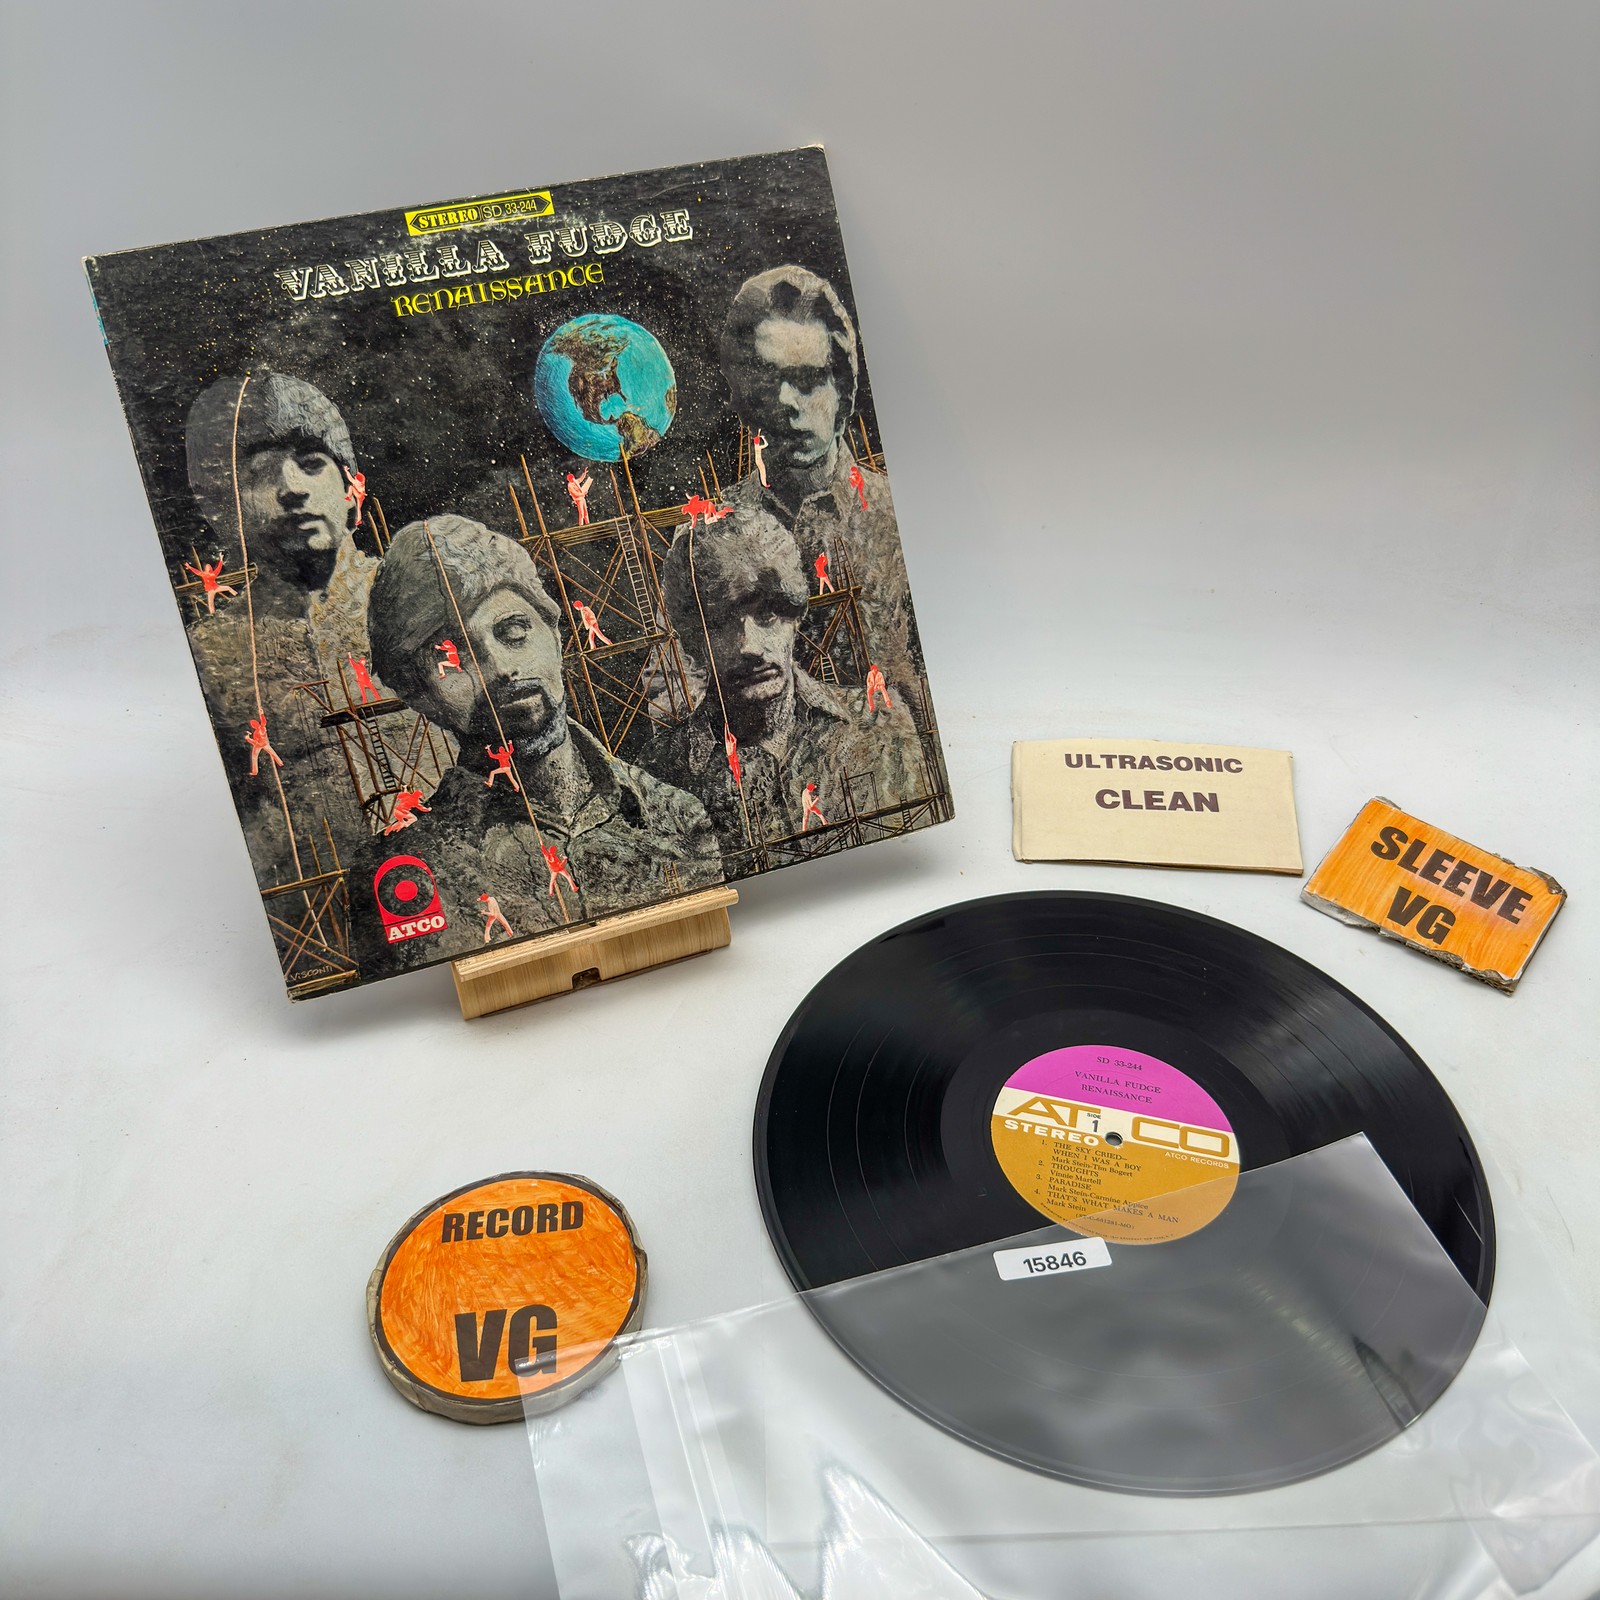 STEREO SD 33-244
VANILLA FUDGE
RENAISSANCE
ATCO
VISCONTI
ULTRASONIC
CLEAN
SLEEVE
VG
RECORD
VG
SD 33-244
VANILLA FUDGE
RENAISSANCE
ATCO
SIDE
1
STEREO
ATCO RECORDS
1. THE SKY CRIED—
WHEN I WAS A BOY
Mark Stein-Tim Bogert
2. THOUGHTS
Vinnie Martell
3. PARADISE
Mark Stein-Carmine Appice
4. THAT'S WHAT MAKES A MAN
Mark Stein
15846